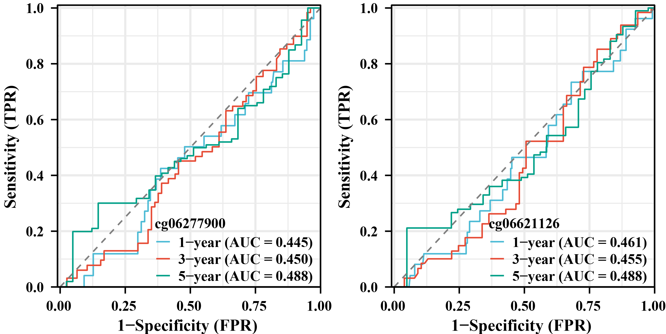 Sensitivity (TPR)
1.0
0.8
0.6
0.4
0.2
0.0
cg06277900
1−year (AUC = 0.445)
3−year (AUC = 0.450)
5−year (AUC = 0.488)
0.00 0.25 0.50 0.75 1.00
1−Specificity (FPR)
Sensitivity (TPR)
1.0
0.8
0.6
0.4
0.2
0.0
cg06621126
1−year (AUC = 0.461)
3−year (AUC = 0.455)
5−year (AUC = 0.488)
0.00 0.25 0.50 0.75 1.00
1−Specificity (FPR)